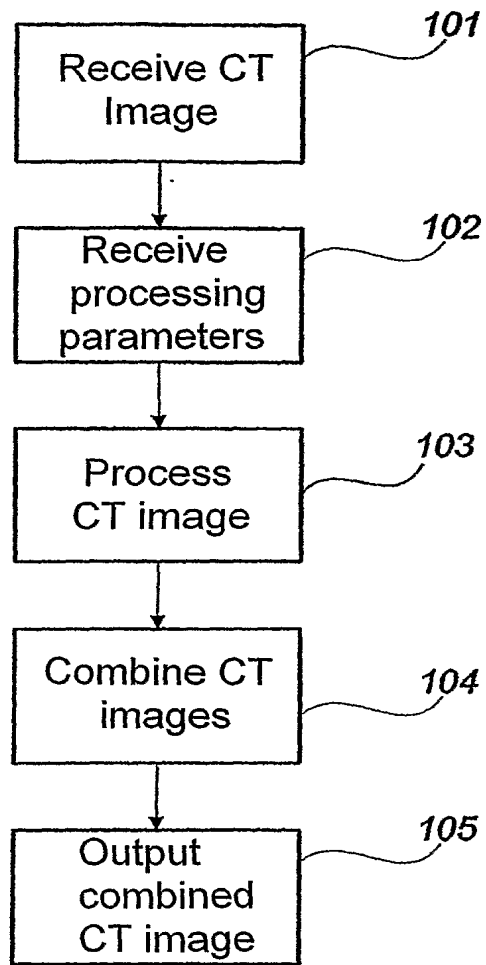 101
Receive CT
Image
102
Receive
processing
parameters
103
Process
CT image
Combine CT
images
104
105
Output
combined
CT image